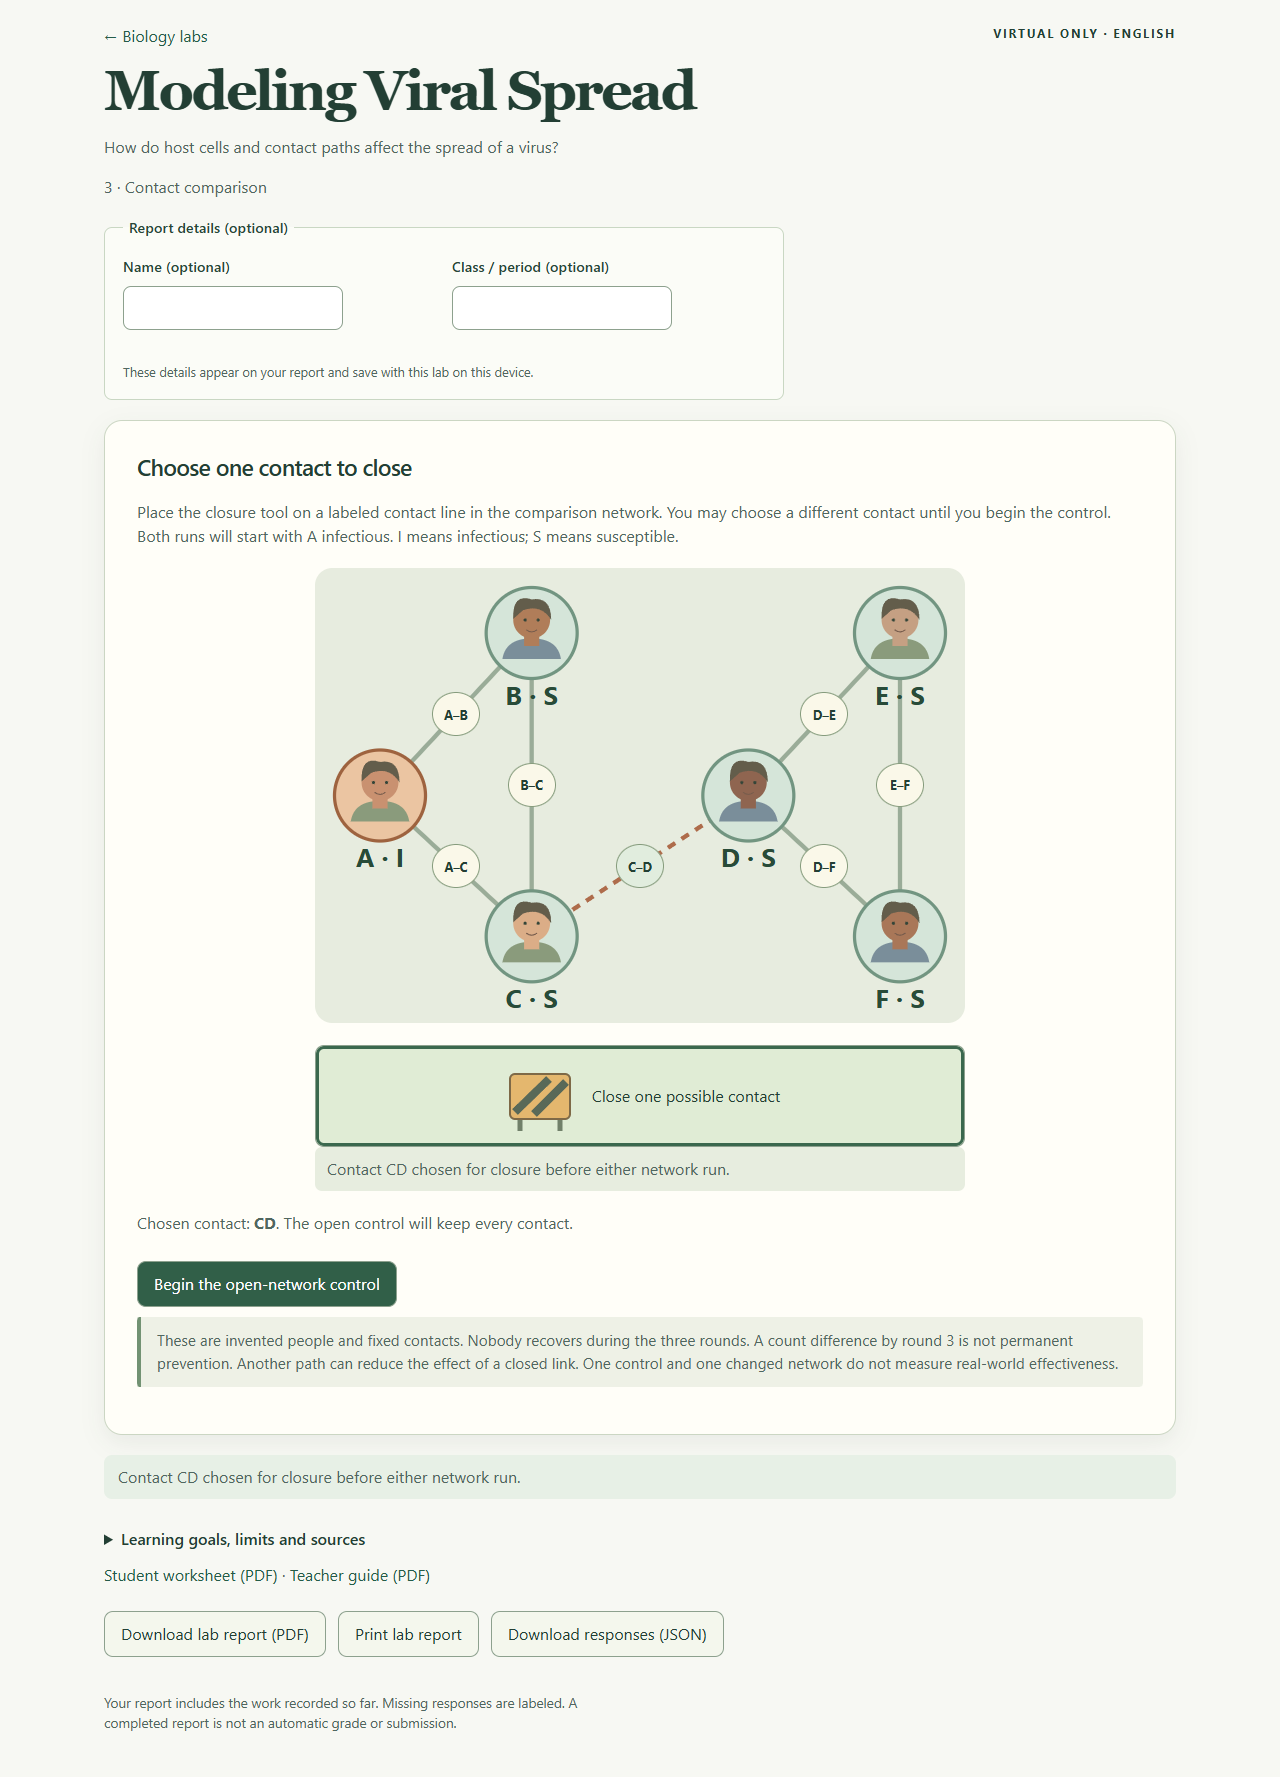 ← Biology labs
VIRTUAL ONLY · ENGLISH
Modeling Viral Spread
How do host cells and contact paths affect the spread of a virus?
3 · Contact comparison
Report details (optional)
Name (optional)
Class / period (optional)
These details appear on your report and save with this lab on this device.
Choose one contact to close
Place the closure tool on a labeled contact line in the comparison network. You may choose a different contact until you begin the control.
Both runs will start with A infectious. I means infectious; S means susceptible.
B · S
E · S
A–B
D–E
B–C
E–F
A · I
A–C
C–D
D · S
D–F
C · S
F · S
Close one possible contact
Contact CD chosen for closure before either network run.
Chosen contact: CD. The open control will keep every contact.
Begin the open-network control
These are invented people and fixed contacts. Nobody recovers during the three rounds. A count difference by round 3 is not permanent
prevention. Another path can reduce the effect of a closed link. One control and one changed network do not measure real-world effectiveness.
Contact CD chosen for closure before either network run.
▶ Learning goals, limits and sources
Student worksheet (PDF) · Teacher guide (PDF)
Download lab report (PDF)
Print lab report
Download responses (JSON)
Your report includes the work recorded so far. Missing responses are labeled. A
completed report is not an automatic grade or submission.